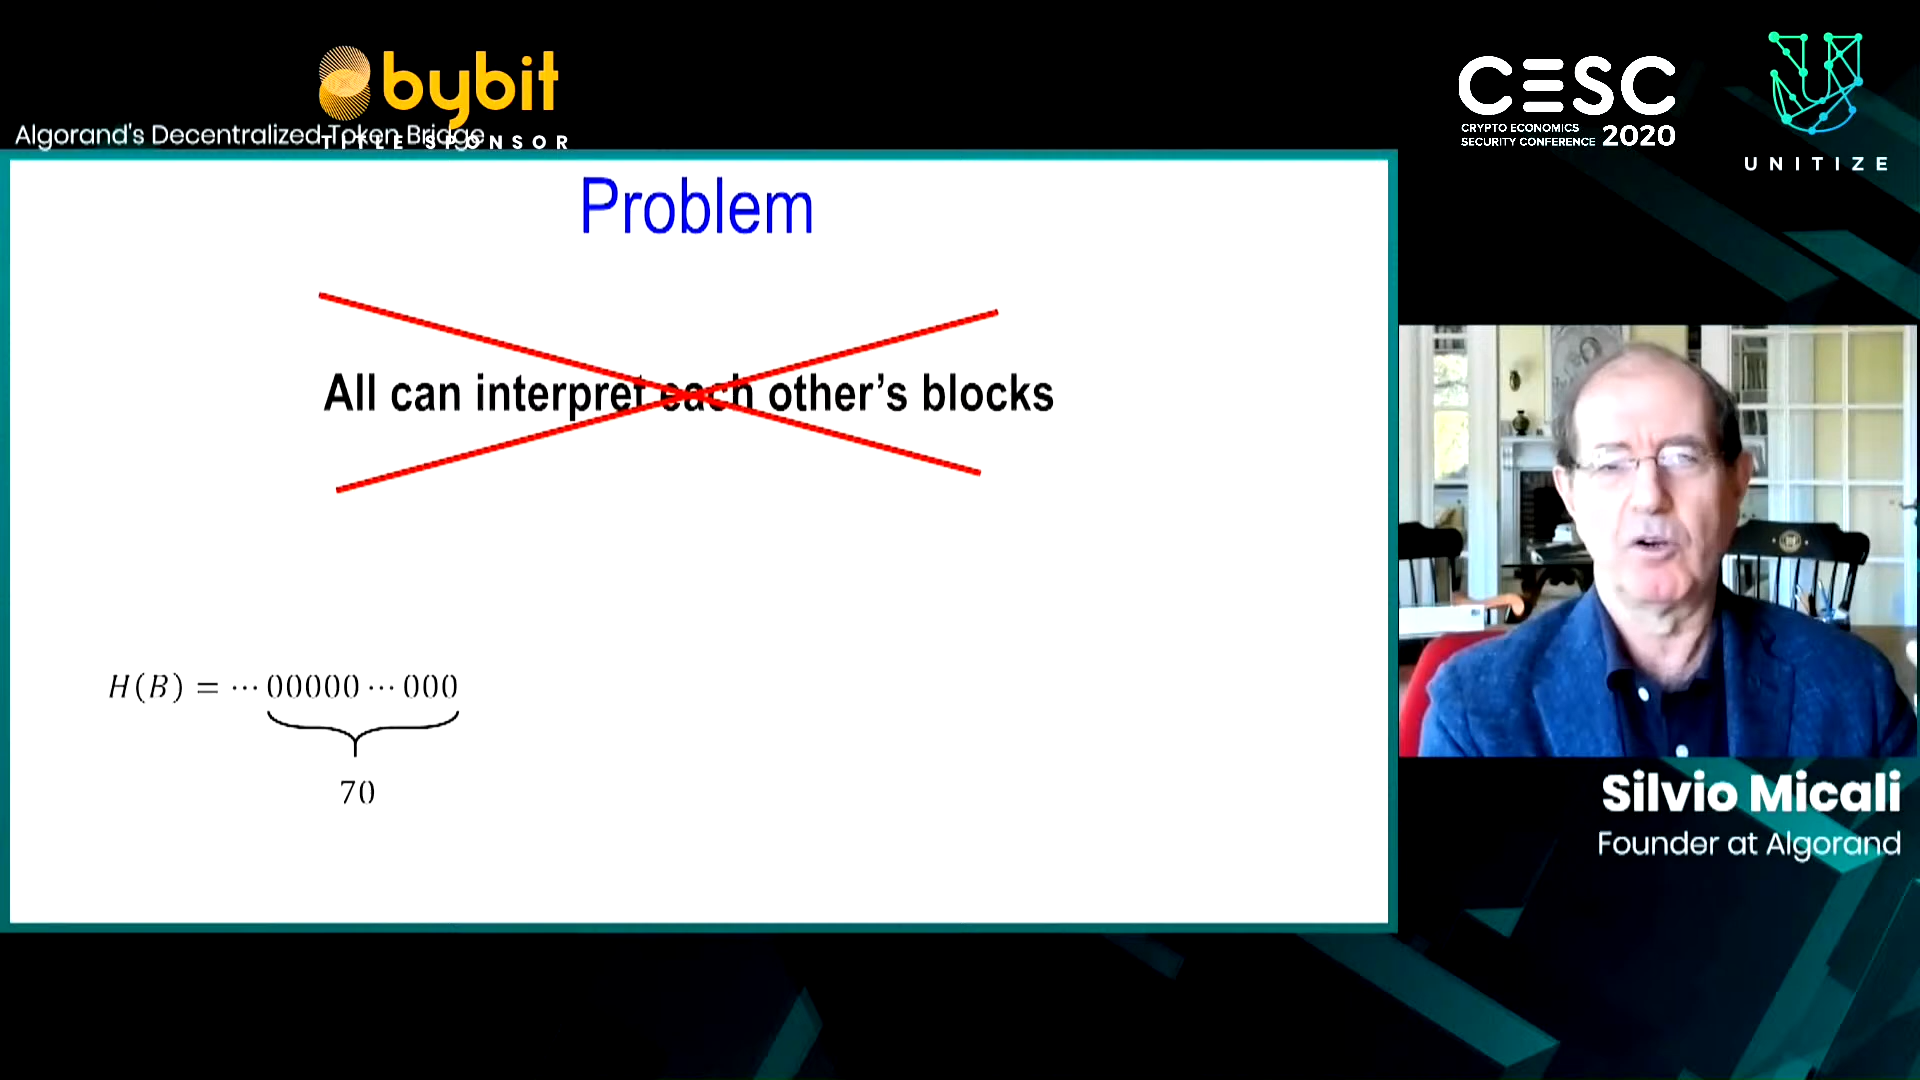 bybit
TITLE SPONSOR
Algorand's Decentralized Token Bridge
CESC
CRYPTO ECONOMICS
SECURITY CONFERENCE 2020
UNITIZE
Problem
All can interpret each other's blocks
H(B) = ⋯ 00000 ⋯ 000
70
Silvio Micali
Founder at Algorand